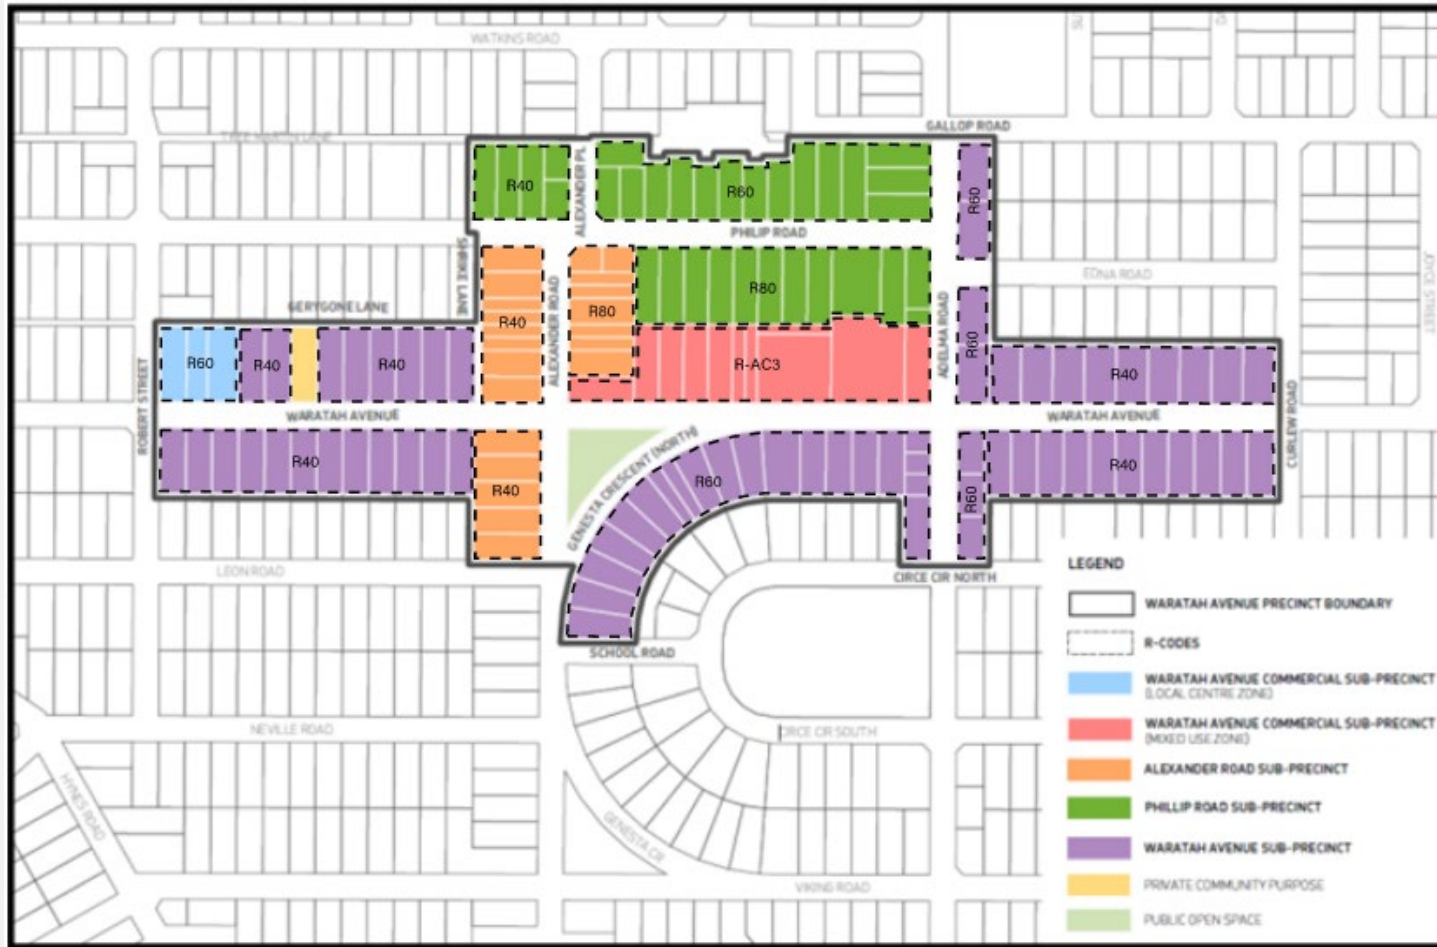 WATKINS ROAD
GALLOP ROAD
R40
ALEXANDER PL
R60
R60
PHILIP ROAD
SHRIKE LANE
EDNA ROAD
JOYCE STREET
GERYGONE LANE
R40
ALEXANDER ROAD
R80
R80
ADELMA ROAD
R60
ROBERT STREET
R60
R40
R40
R-AC3
R40
WARATAH AVENUE
WARATAH AVENUE
CURLEW ROAD
R40
R40
GENESTA CRESCENT (NORTH)
R60
R60
R40
LEON ROAD
CIRCE CIR NORTH
SCHOOL ROAD
NEVILLE ROAD
CIRCE CIR SOUTH
HYNES ROAD
GENESTA CR
VIKING ROAD
LEGEND
WARATAH AVENUE PRECINCT BOUNDARY
R-CODES
WARATAH AVENUE COMMERCIAL SUB-PRECINCT
(LOCAL CENTRE ZONE)
WARATAH AVENUE COMMERCIAL SUB-PRECINCT
(MIXED USE ZONE)
ALEXANDER ROAD SUB-PRECINCT
PHILLIP ROAD SUB-PRECINCT
WARATAH AVENUE SUB-PRECINCT
PRIVATE COMMUNITY PURPOSE
PUBLIC OPEN SPACE